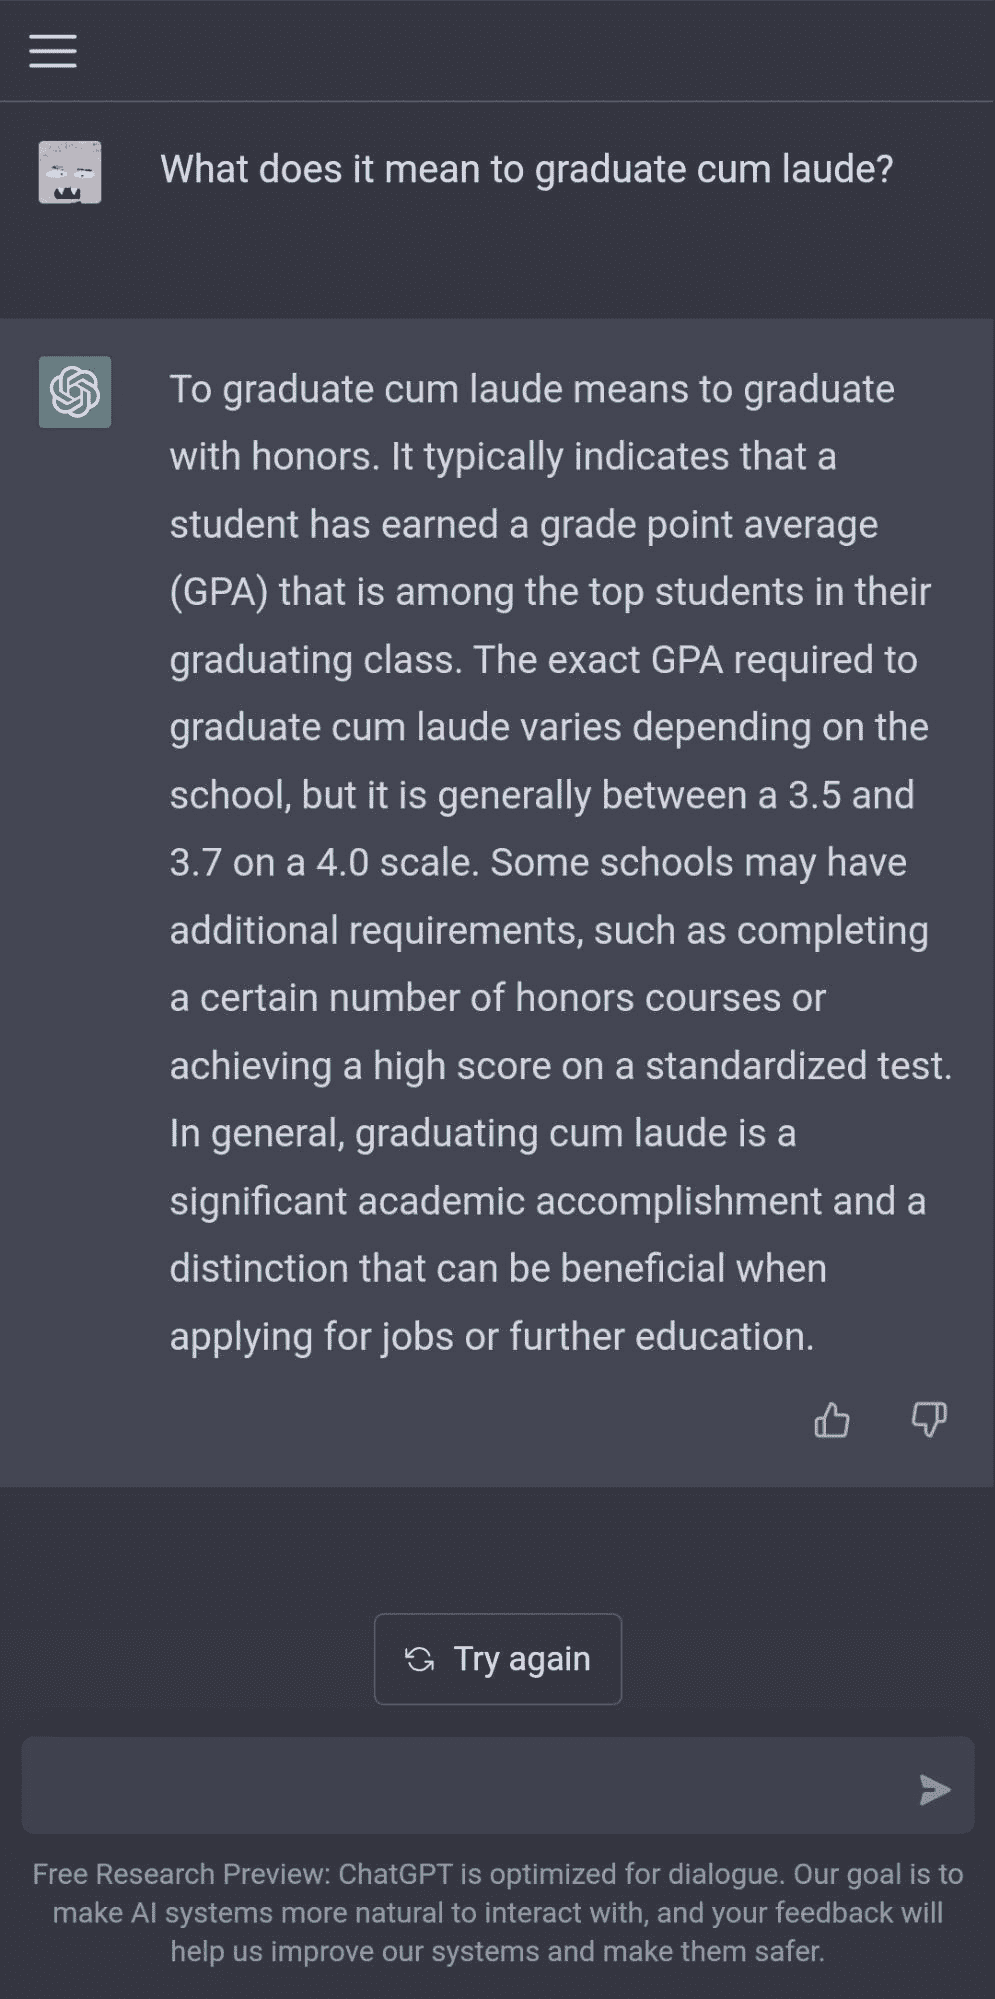 What does it mean to graduate cum laude?
To graduate cum laude means to graduate
with honors. It typically indicates that a
student has earned a grade point average
(GPA) that is among the top students in their
graduating class. The exact GPA required to
graduate cum laude varies depending on the
school, but it is generally between a 3.5 and
3.7 on a 4.0 scale. Some schools may have
additional requirements, such as completing
a certain number of honors courses or
achieving a high score on a standardized test.
In general, graduating cum laude is a
significant academic accomplishment and a
distinction that can be beneficial when
applying for jobs or further education.
Try again
Free Research Preview: ChatGPT is optimized for dialogue. Our goal is to
make AI systems more natural to interact with, and your feedback will
help us improve our systems and make them safer.